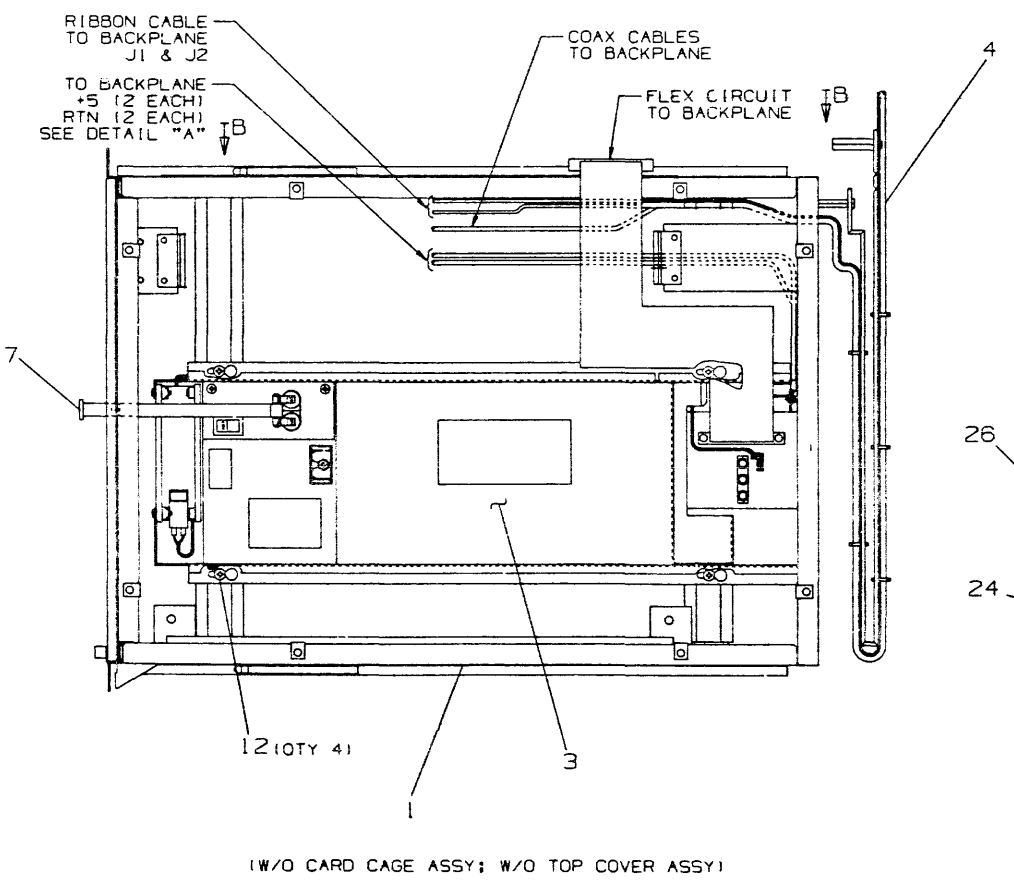 RIBBON CABLE
TO BACKPLANE
J1 & J2
COAX CABLES
TO BACKPLANE
4
TO BACKPLANE
+5 (2 EACH)
RTN (2 EACH)
SEE DETAIL "A"
B
FLEX CIRCUIT
TO BACKPLANE
B
7
26
24
12 (QTY 4)
3
1
(W/O CARD CAGE ASSY; W/O TOP COVER ASSY)